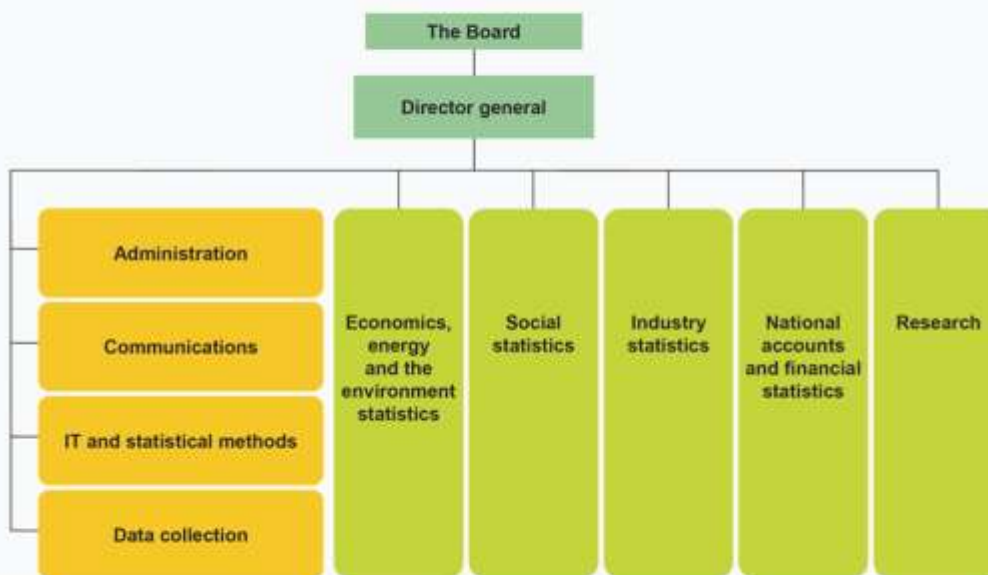 The Board
Director general
Administration
Communications
IT and statistical methods
Data collection
Economics,
energy
and the
environment
statistics
Social
statistics
Industry
statistics
National
accounts
and financial
statistics
Research